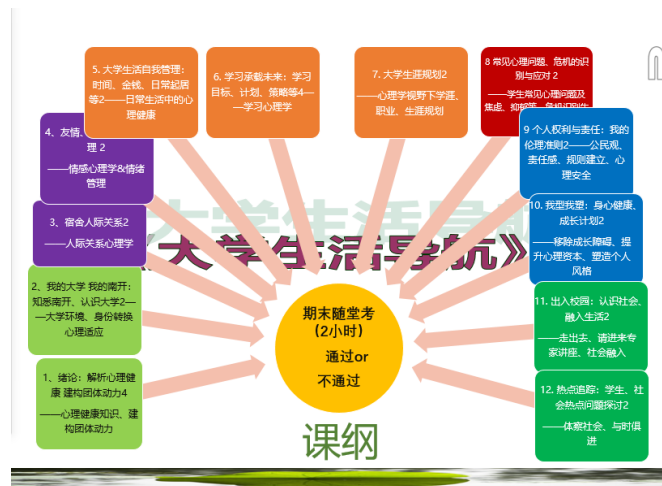 5. 大学生活自我管理:
时间、金钱、日常起居
等2——日常生活中的心
理健康
6. 学习承载未来：学习
目标、计划、策略等4—
—学习心理学
7. 大学生涯规划2
——心理学视野下学涯、
职业、生涯规划
8 常见心理问题、危机的识
别与应对 2
——学生常见心理问题及
4、友情、
理 2
——情感心理学&情绪
管理
9 个人权利与责任：我的
伦理准则2——公民观、
责任感、规则建立、心
理安全
3、宿舍人际关系2
——人际关系心理学
10. 我型我塑：身心健康、
成长计划2
——移除成长障碍、提
升心理资本、塑造个人
风格
《大学生活导航》
2、我的大学 我的南开：
知悉南开、认识大学2—
—大学环境、身份转换
心理适应
期末随堂考
(2小时)
通过or
不通过
11. 出入校园：认识社会、
融入生活2
——走出去、请进来专
家讲座、社会融入
1、绪论：解析心理健
康 建构团体动力4
——心理健康知识、建
构团体动力
12. 热点追踪：学生、社
会热点问题探讨2
——体察社会、与时俱
进
课纲